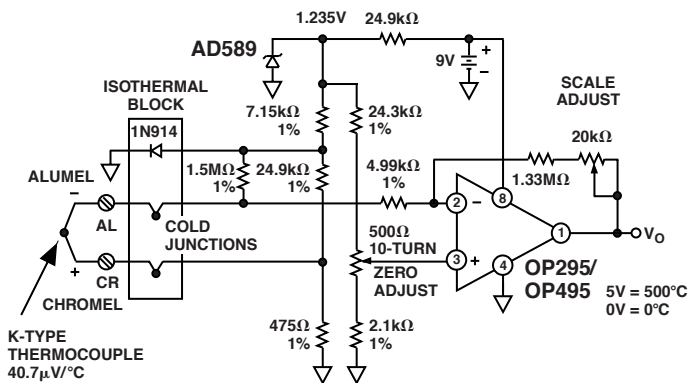 1.235V
24.9kΩ
AD589
9V
+
−
ISOTHERMAL
BLOCK
SCALE
ADJUST
1N914
7.15kΩ
1%
24.3kΩ
1%
20kΩ
ALUMEL
1.5MΩ
1%
24.9kΩ
1%
4.99kΩ
1%
1.33MΩ
−
AL
COLD
JUNCTIONS
2
−
8
500Ω
10-TURN
ZERO
ADJUST
3
+
4
1
VO
+
CR
CHROMEL
OP295/
OP495
5V = 500°C
0V = 0°C
K-TYPE
THERMOCOUPLE
40.7μV/°C
475Ω
1%
2.1kΩ
1%